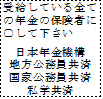 受給している全て
の年金の保険者に
〇して下さい
日本年金機構
地方公務員共済
国家公務員共済
私学共済